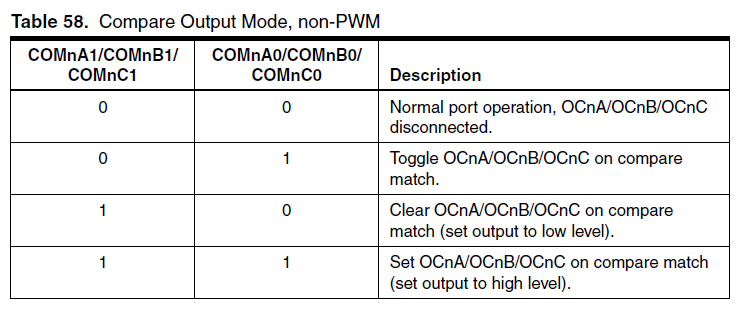 Table 58. Compare Output Mode, non-PWM
COMnA1/COMnB1/ COMnA0/COMnB0/
COMnC1 COMnC0 Description
0 0 Normal port operation, OCnA/OCnB/OCnC
disconnected.
0 1 Toggle OCnA/OCnB/OCnC on compare
match.
1 0 Clear OCnA/OCnB/OCnC on compare
match (set output to low level).
1 1 Set OCnA/OCnB/OCnC on compare match
(set output to high level).